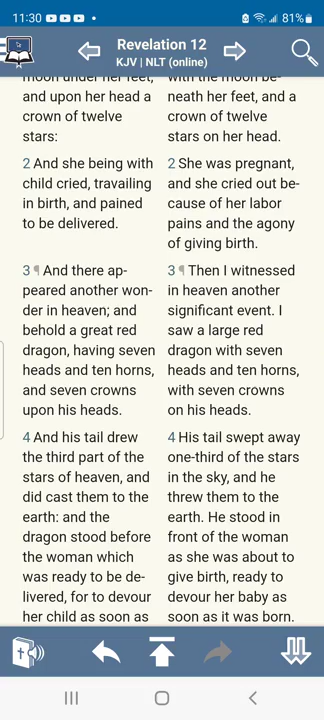 11:30
81%
Revelation 12
KJV | NLT (online)
moon under her feet,
and upon her head a
crown of twelve
stars:
2 And she being with
child cried, travailing
in birth, and pained
to be delivered.
3 ¶ And there ap-
peared another won-
der in heaven; and
behold a great red
dragon, having seven
heads and ten horns,
and seven crowns
upon his heads.
4 And his tail drew
the third part of the
stars of heaven, and
did cast them to the
earth: and the
dragon stood before
the woman which
was ready to be de-
livered, for to devour
her child as soon as
with the moon be-
neath her feet, and a
crown of twelve
stars on her head.
2 She was pregnant,
and she cried out be-
cause of her labor
pains and the agony
of giving birth.
3 ¶ Then I witnessed
in heaven another
significant event. I
saw a large red
dragon with seven
heads and ten horns,
with seven crowns
on his heads.
4 His tail swept away
one-third of the stars
in the sky, and he
threw them to the
earth. He stood in
front of the woman
as she was about to
give birth, ready to
devour her baby as
soon as it was born.